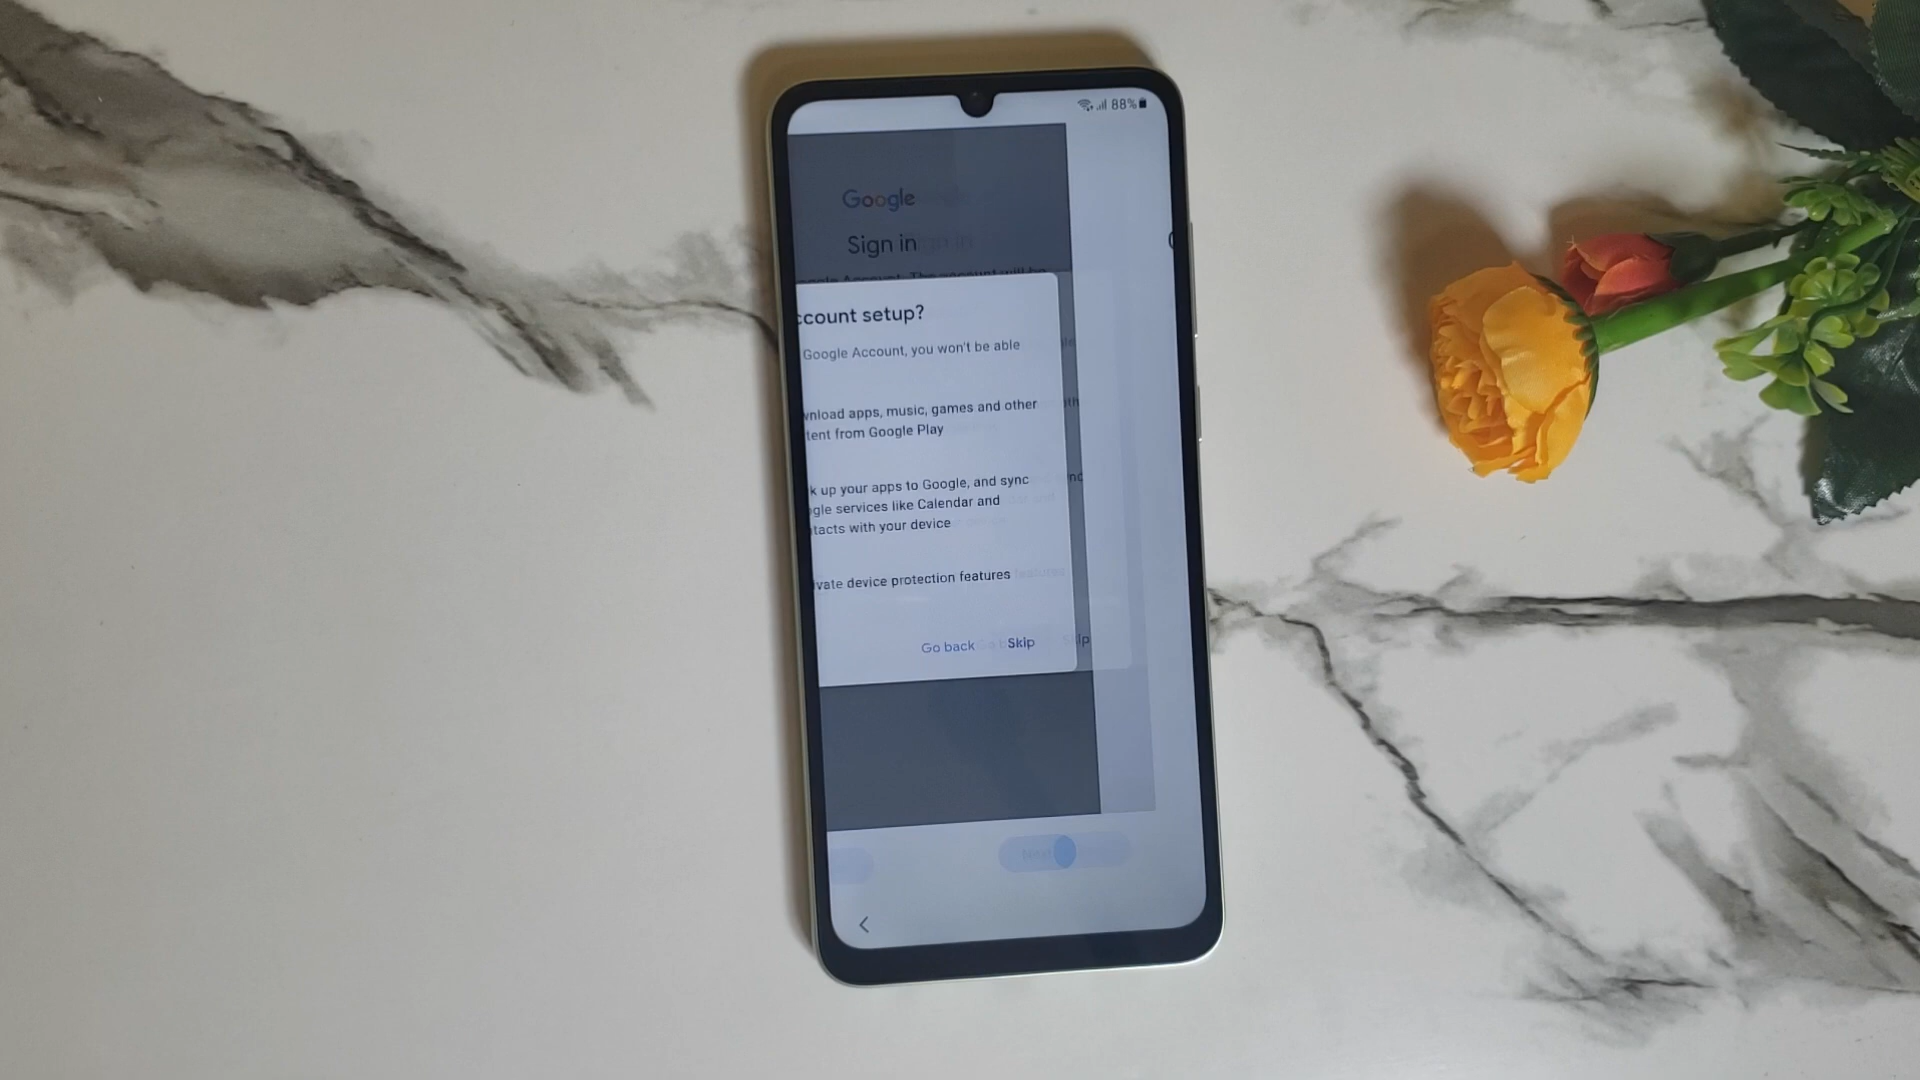 88%
Google
Sign in
ccount setup?
Google Account, you won't be able
wnload apps, music, games and other
tent from Google Play
k up your apps to Google, and sync
gle services like Calendar and
tacts with your device
vate device protection features
Go back Skip
Next